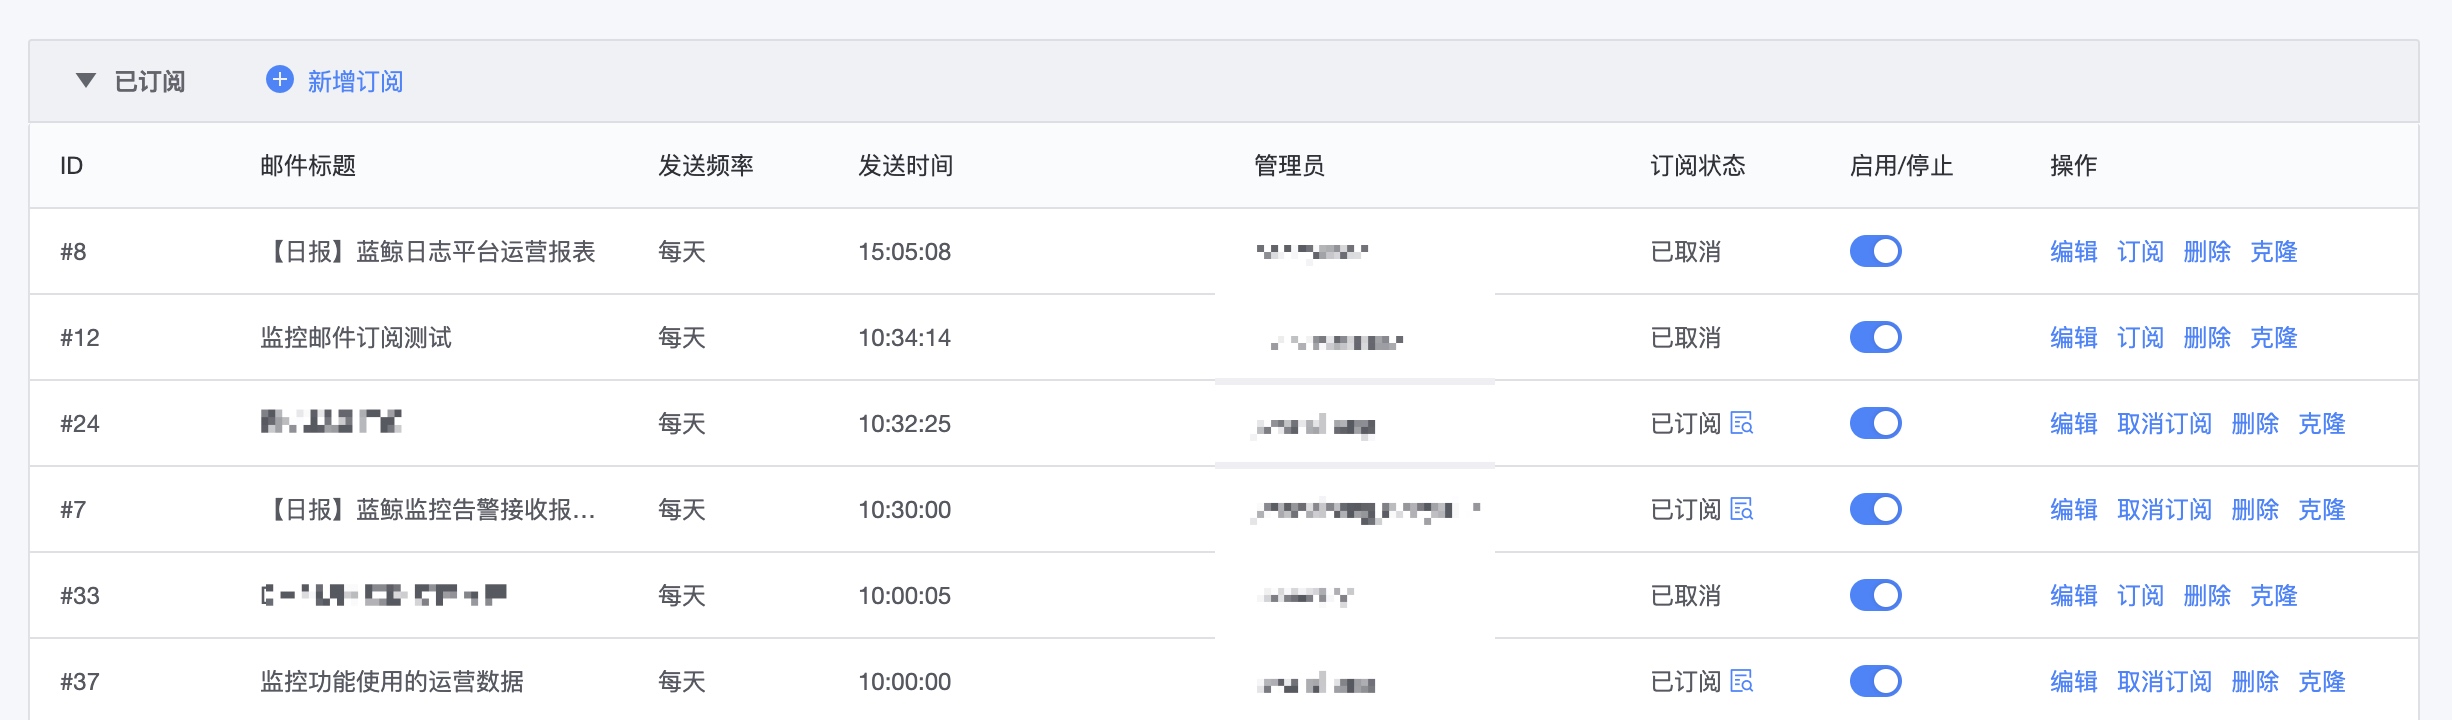 已订阅 新增订阅
ID 邮件标题 发送频率 发送时间 管理员 订阅状态 启用/停止 操作
#8 【日报】蓝鲸日志平台运营报表 每天 15:05:08 已取消 编辑 订阅 删除 克隆
#12 监控邮件订阅测试 每天 10:34:14 已取消 编辑 订阅 删除 克隆
#24 每天 10:32:25 已订阅 编辑 取消订阅 删除 克隆
#7 【日报】蓝鲸监控告警接收报... 每天 10:30:00 已订阅 编辑 取消订阅 删除 克隆
#33 每天 10:00:05 已取消 编辑 订阅 删除 克隆
#37 监控功能使用的运营数据 每天 10:00:00 已订阅 编辑 取消订阅 删除 克隆